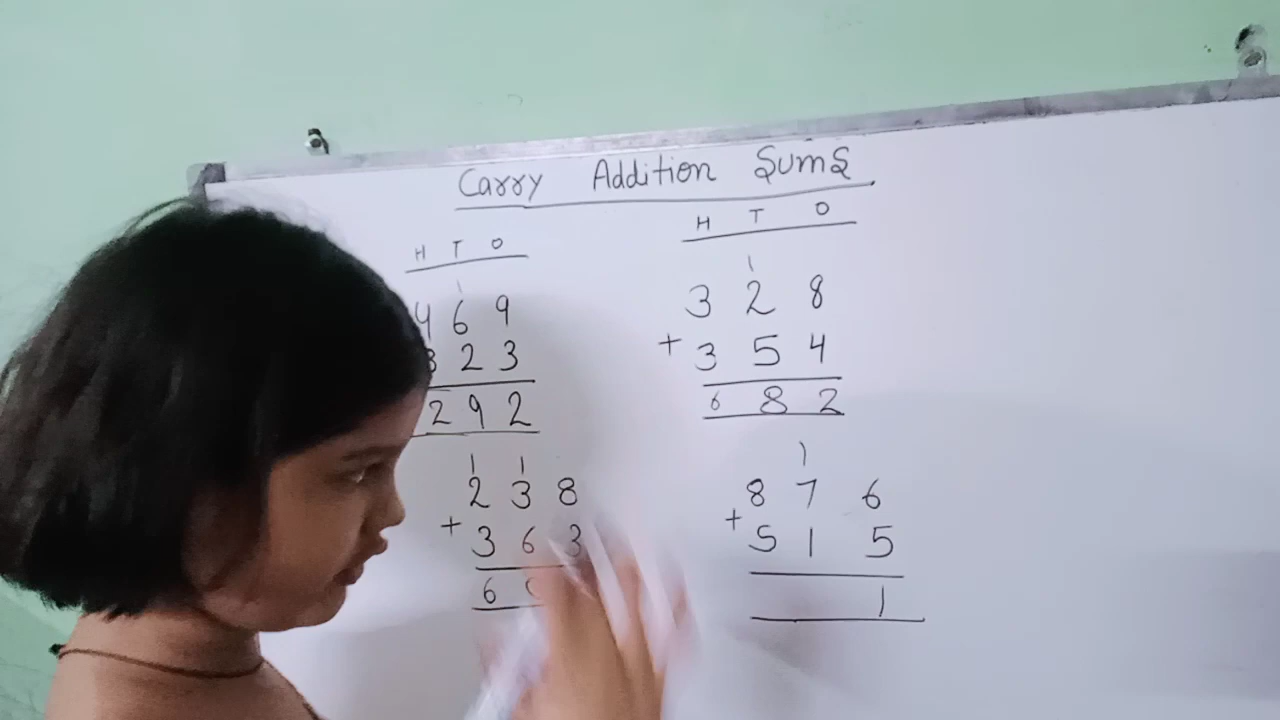 Carry Addition Sums
H T O
1
4 6 9
3 2 3
2 9 2
1 1
2 3 8
+ 3 6 3
6
H T O
1
3 2 8
+ 3 5 4
6 8 2
1
8 7 6
+ 5 1 5
1